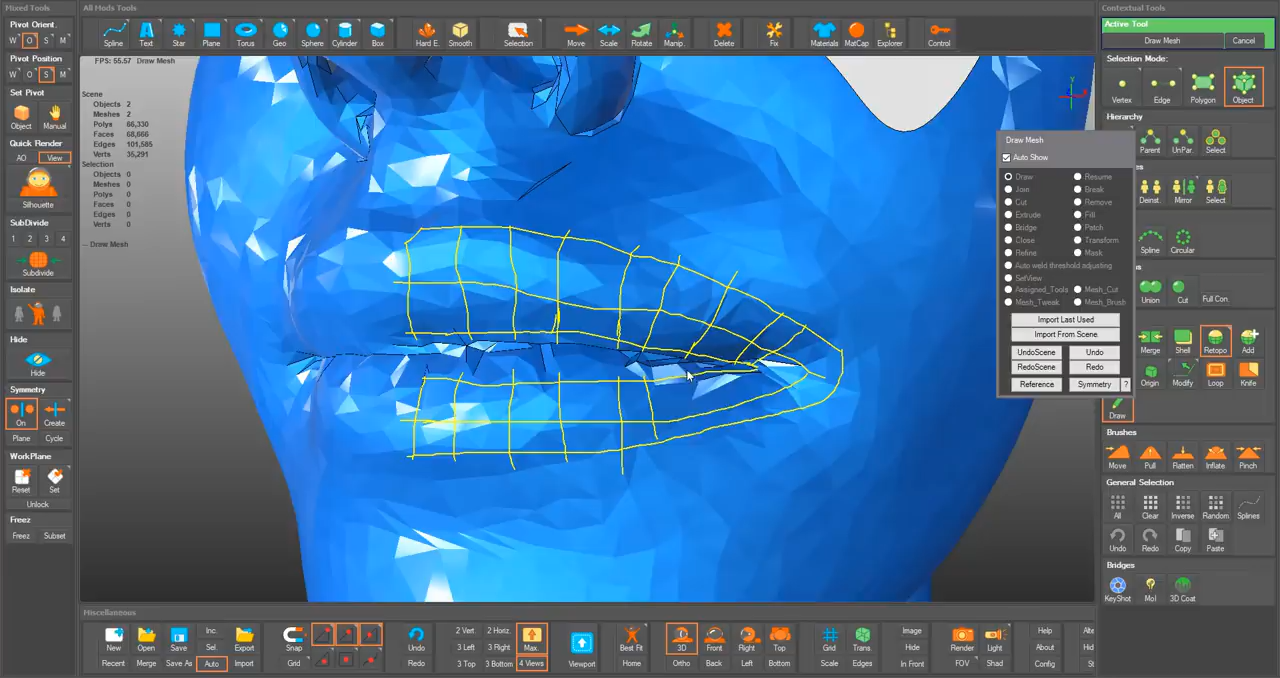 Mixed Tools
Pivot Orient.
W O S M
Pivot Position
W O S M
Set Pivot
Object Manual
Quick Render
AO View
Silhouette
SubDivide
1 2 3 4
Subdivide
Isolate
Hide
Hide
Symmetry
On Create
Plane Cycle
WorkPlane
Reset Set
Unlock
Freez
Freez Subset
All Mods Tools
Spline Text Star Plane Torus Geo Sphere Cylinder Box Hard E. Smooth Selection Move Scale Rotate Manip. Delete Fix Materials MatCap Explorer Control
FPS: 55.57 Draw Mesh
Scene
Objects 2
Meshes 2
Polys 66,330
Faces 68,666
Edges 101,585
Verts 35,291
Selection
Objects 0
Meshes 0
Polys 0
Faces 0
Edges 0
Verts 0
-- Draw Mesh
Y
Draw Mesh
Auto Show
Draw Resume
Join Break
Cut Remove
Extrude Fill
Bridge Patch
Close Transform
Refine Mask
Auto weld threshold adjusting
SetView
Assigned_Tools Mesh_Cut
Mesh_Tweak Mesh_Brush
Import Last Used
Import From Scene
UndoScene Undo
RedoScene Redo
Reference Symmetry ?
Contextual Tools
Active Tool
Draw Mesh Cancel
Selection Mode:
Vertex Edge Polygon Object
Hierarchy
Parent UnPar. Select
Deinst. Mirror Select
Spline Circular
Union Cut Full Con.
Merge Shell Retopo Add
Origin Modify Loop Knife
Draw
Brushes
Move Pull Flatten Inflate Pinch
General Selection
All Clear Inverse Random Splines
Undo Redo Copy Paste
Bridges
KeyShot MoI 3D Coat
Miscellaneous
New Open Save Inc. Export Snap Undo 2 Vert. 2 Horiz. Max. Viewport Best Fit 3D Front Right Top Grid Trans. Image Render Light Help Alte
Sel. 3 Left 3 Right Hide About Hid
Recent Merge Save As Auto Import Grid Redo 3 Top 3 Bottom 4 Views Home Ortho Back Left Bottom Scale Edges In Front FOV Shad Config St